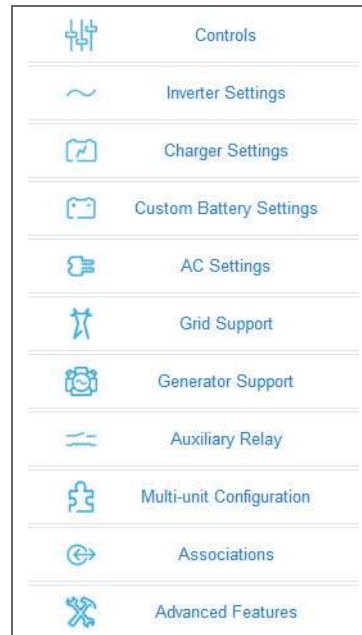 Controls
Inverter Settings
Charger Settings
Custom Battery Settings
AC Settings
Grid Support
Generator Support
Auxiliary Relay
Multi-unit Configuration
Associations
Advanced Features